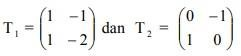 T₁ = (1 -1
1 -2) dan T₂ = (0 -1
1 0)